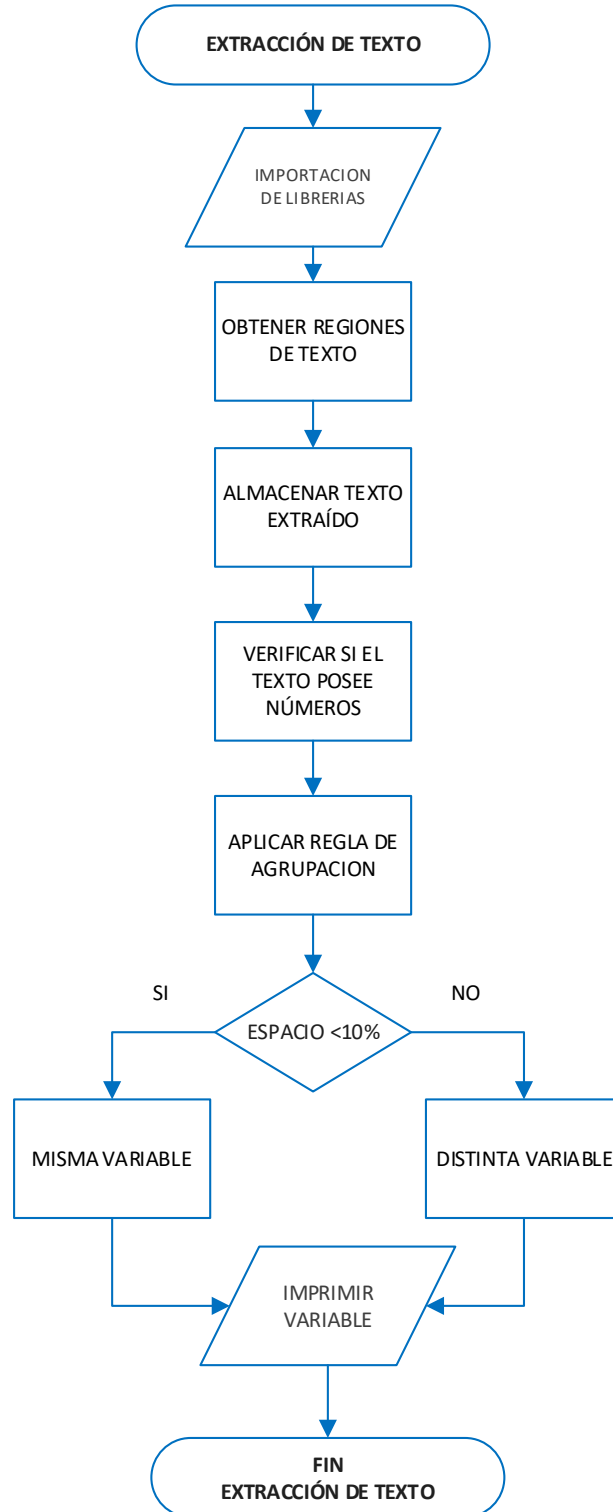 EXTRACCIÓN DE TEXTO
IMPORTACION
DE LIBRERIAS
OBTENER REGIONES
DE TEXTO
ALMACENAR TEXTO
EXTRAÍDO
VERIFICAR SI EL
TEXTO POSEE
NÚMEROS
APLICAR REGLA DE
AGRUPACION
SI
NO
ESPACIO <10%
MISMA VARIABLE
DISTINTA VARIABLE
IMPRIMIR
VARIABLE
FIN
EXTRACCIÓN DE TEXTO